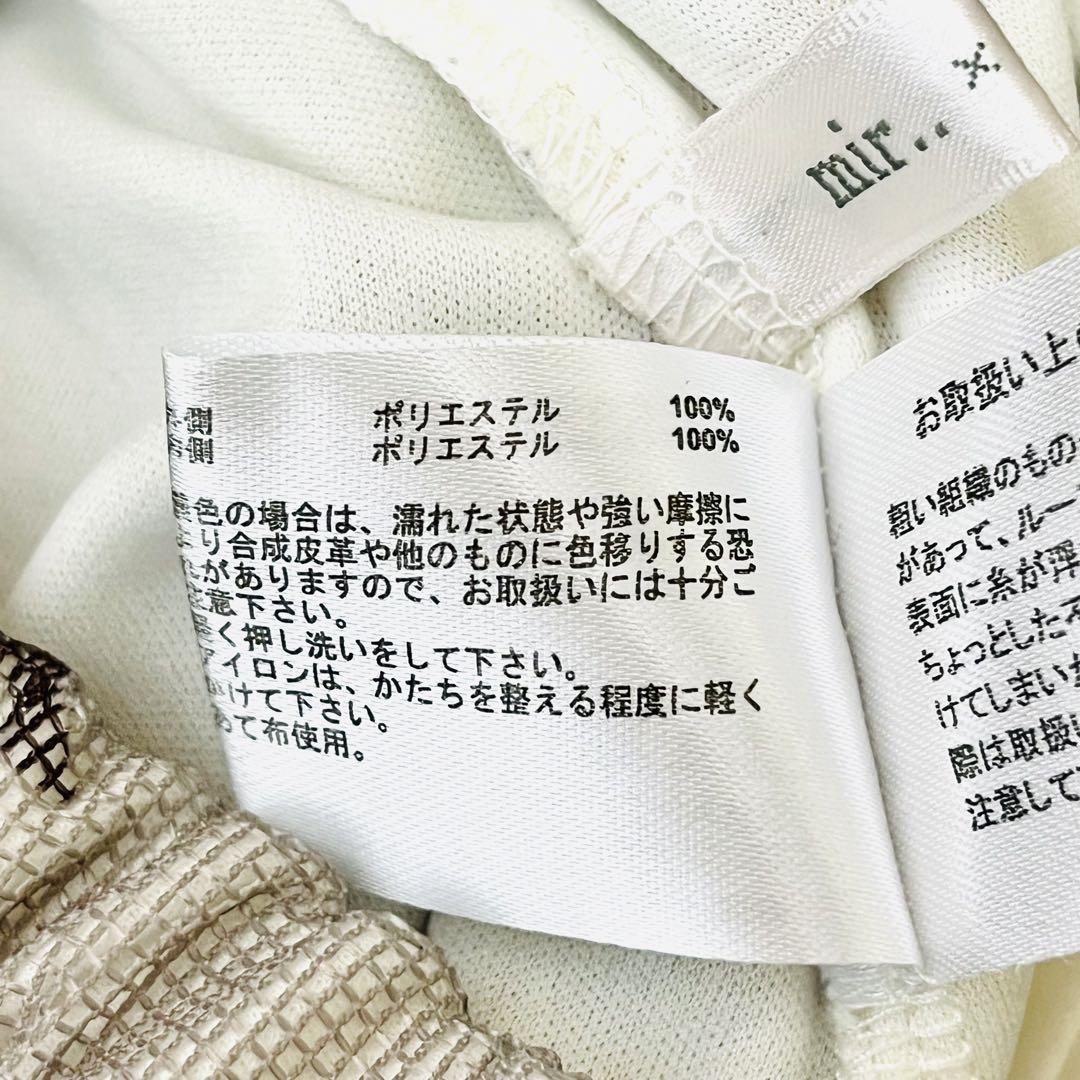 mir..
側 ポリエステル 100%
側 ポリエステル 100%
色の場合は、濡れた状態や強い摩擦に
り合成皮革や他のものに色移りする恐
がありますので、お取扱いには十分ご
意下さい。
く押し洗いをして下さい。
アイロンは、かたちを整える程度に軽く
けて下さい。
て布使用。
お取扱い上
粗い組織のもの
があって、ルー
表面に糸が浮
ちょっとした
けてしまい
際は取扱
注意して